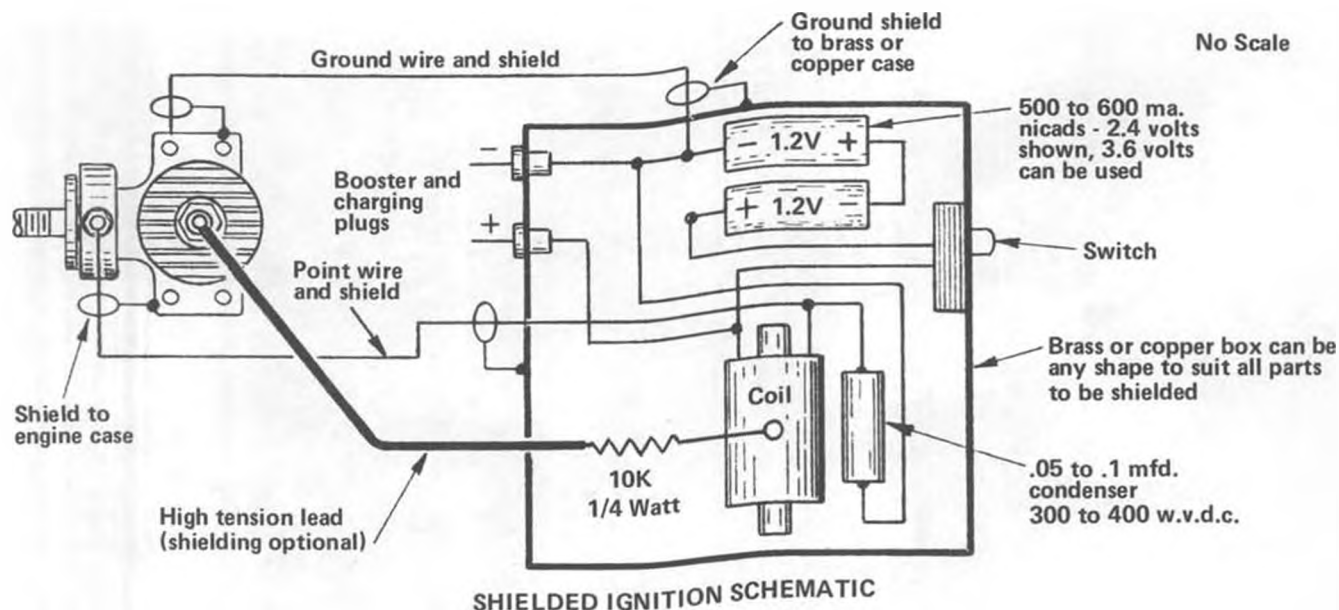 Ground shield
to brass or
copper case
No Scale
Ground wire and shield
500 to 600 ma.
nicads - 2.4 volts
shown, 3.6 volts
can be used
- 1.2V +
+ 1.2V -
-
Booster and
charging
plugs
+
Switch
Point wire
and shield
Brass or copper box can be
any shape to suit all parts
to be shielded
Coil
Shield to
engine case
10K
1/4 Watt
.05 to .1 mfd.
condenser
300 to 400 w.v.d.c.
High tension lead
(shielding optional)
SHIELDED IGNITION SCHEMATIC